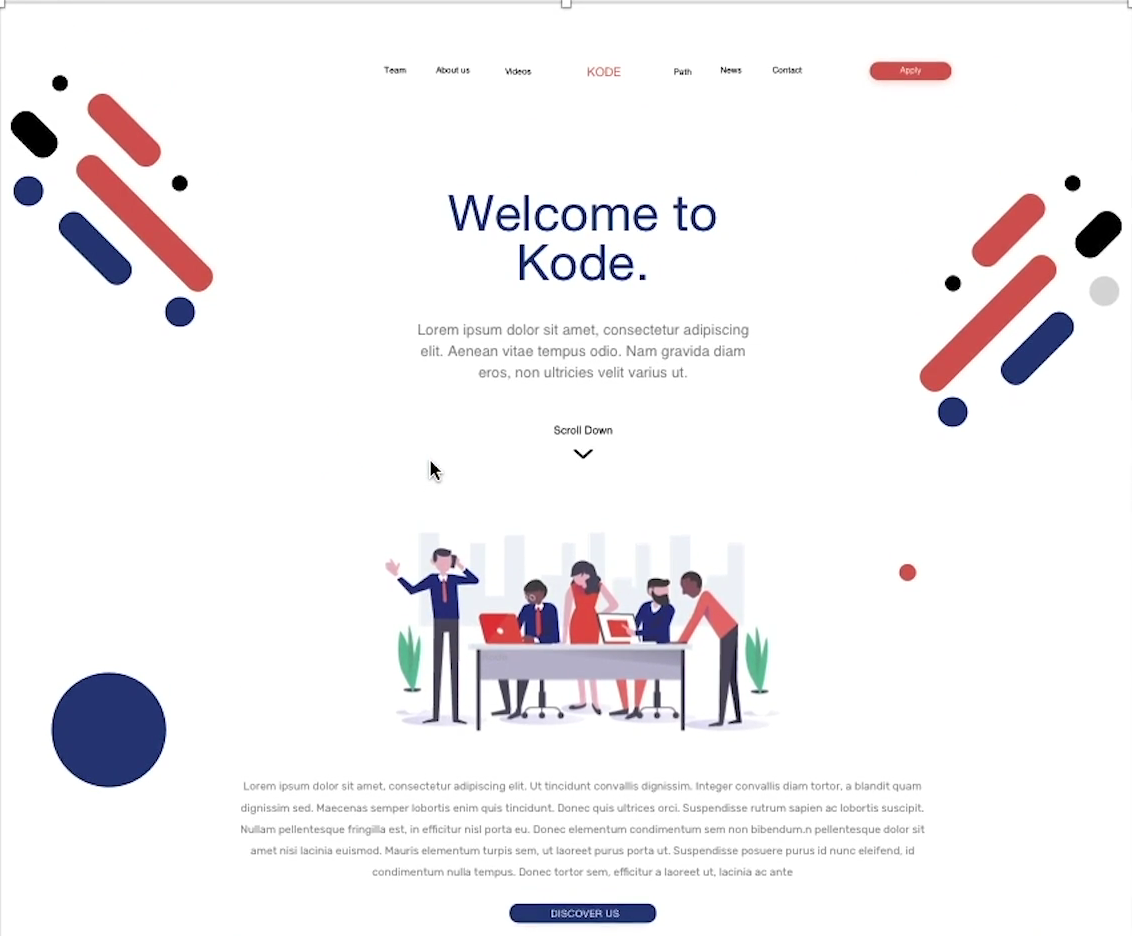 Team About us Videos KODE Path News Contact Apply
Welcome to
Kode.
Lorem ipsum dolor sit amet, consectetur adipiscing
elit. Aenean vitae tempus odio. Nam gravida diam
eros, non ultricies velit varius ut.
Scroll Down
Lorem ipsum dolor sit amet, consectetur adipiscing elit. Ut tincidunt convallis dignissim. Integer convallis diam tortor, a blandit quam
dignissim sed. Maecenas semper lobortis enim quis tincidunt. Donec quis ultrices orci. Suspendisse rutrum sapien ac lobortis suscipit.
Nullam pellentesque fringilla est, in efficitur nisl porta eu. Donec elementum condimentum sem non bibendum.n pellentesque dolor sit
amet nisi lacinia euismod. Mauris elementum turpis sem, ut laoreet purus porta ut. Suspendisse posuere purus id nunc eleifend, id
condimentum nulla tempus. Donec tortor sem, efficitur a laoreet ut, lacinia ac ante
DISCOVER US